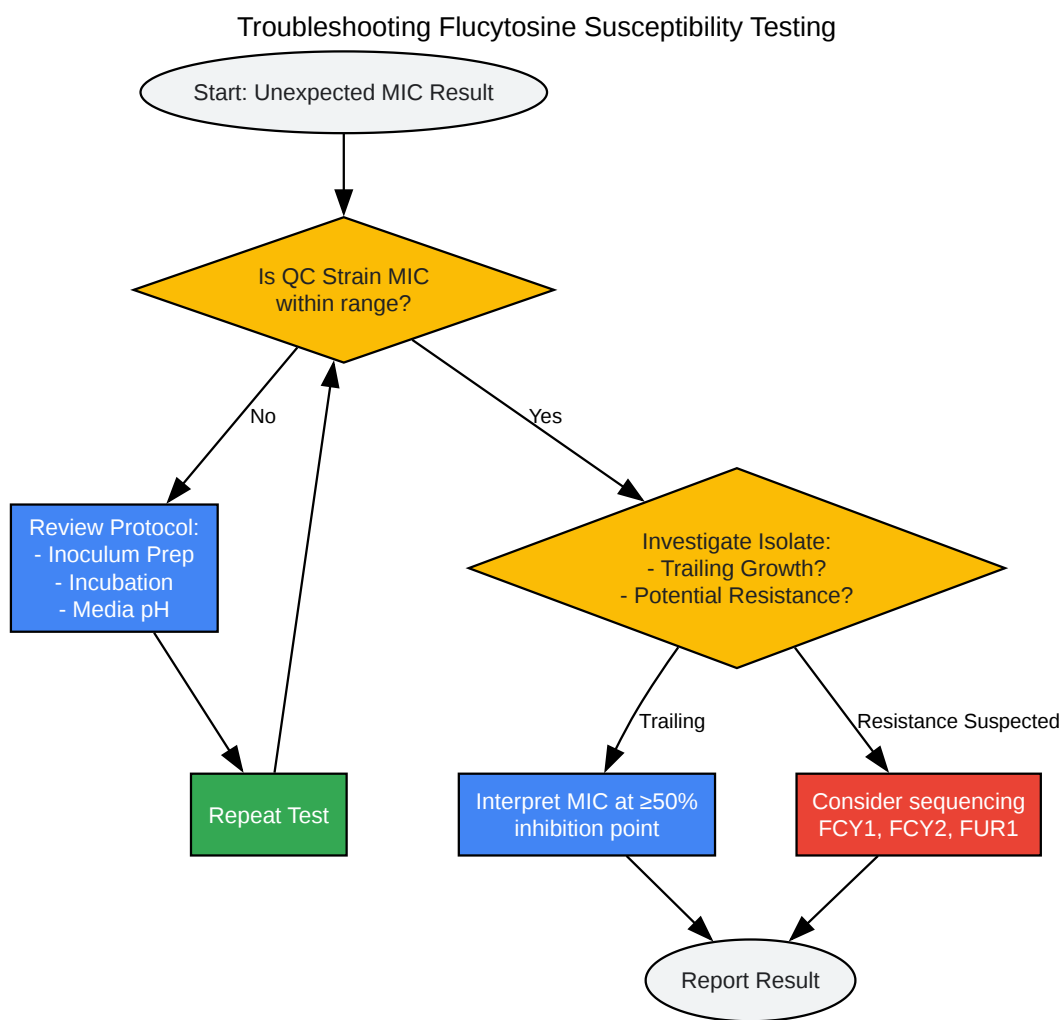 Troubleshooting Flucytosine Susceptibility Testing
Start: Unexpected MIC Result
Is QC Strain MIC
within range?
No
Yes
Review Protocol:
- Inoculum Prep
- Incubation
- Media pH
Investigate Isolate:
- Trailing Growth?
- Potential Resistance?
Trailing
Resistance Suspected
Repeat Test
Interpret MIC at ≥50%
inhibition point
Consider sequencing
FCY1, FCY2, FUR1
Report Result